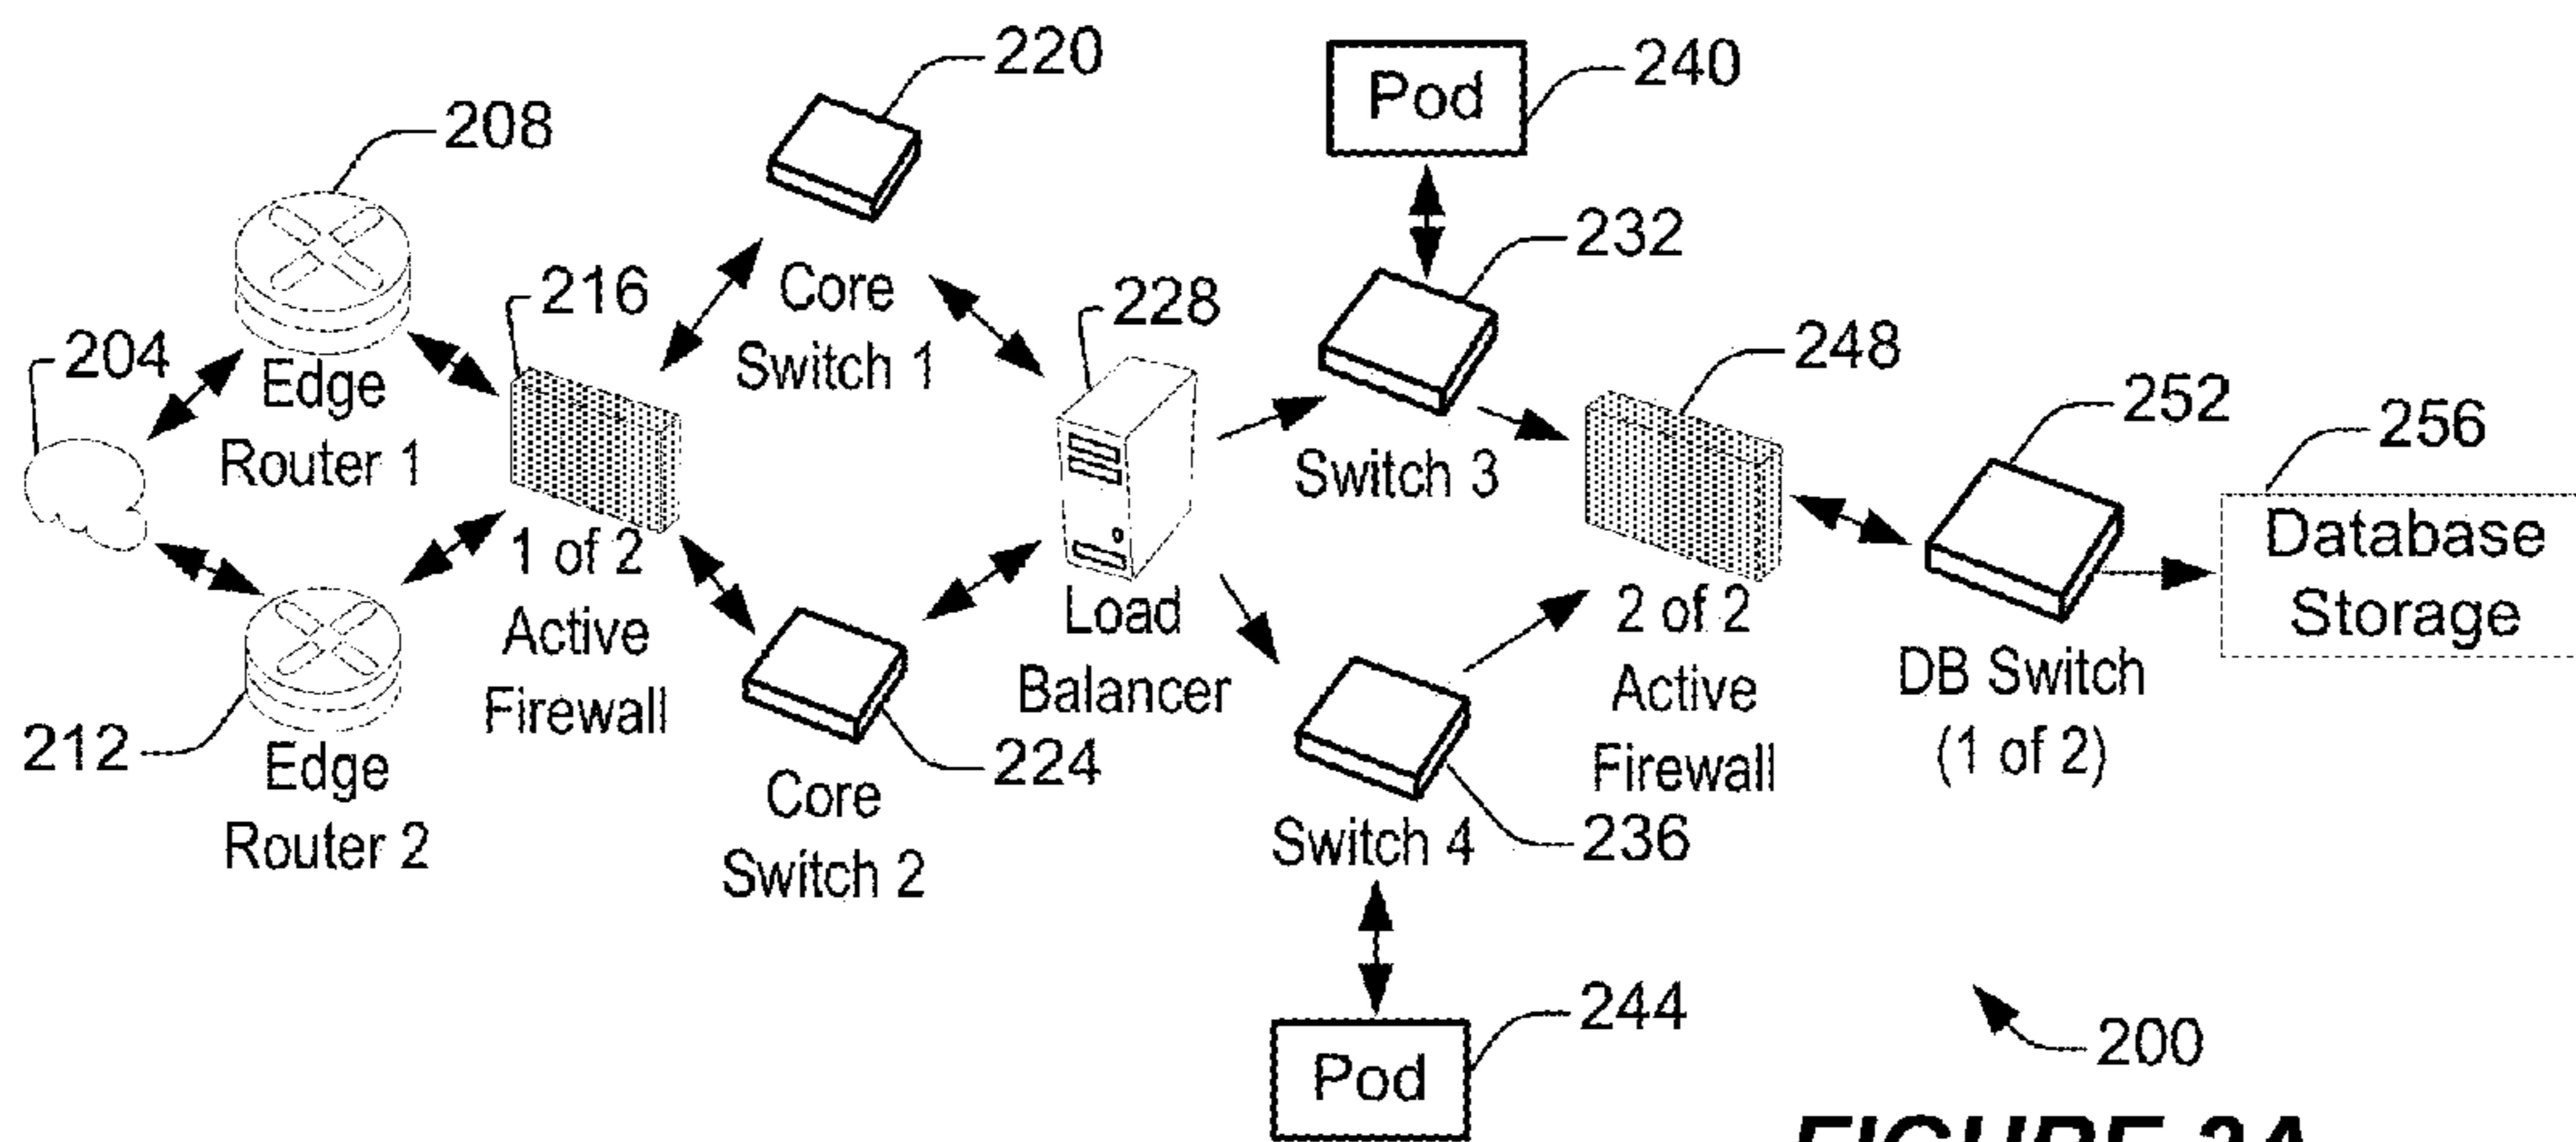 220
Pod
240
208
232
216
Core
Switch 1
228
204
Edge
Router 1
248
252
256
Switch 3
Database
Storage
1 of 2
Active
Firewall
Load
Balancer
2 of 2
Active
Firewall
DB Switch
(1 of 2)
212
Edge
Router 2
224
Core
Switch 2
Switch 4
236
244
Pod
200